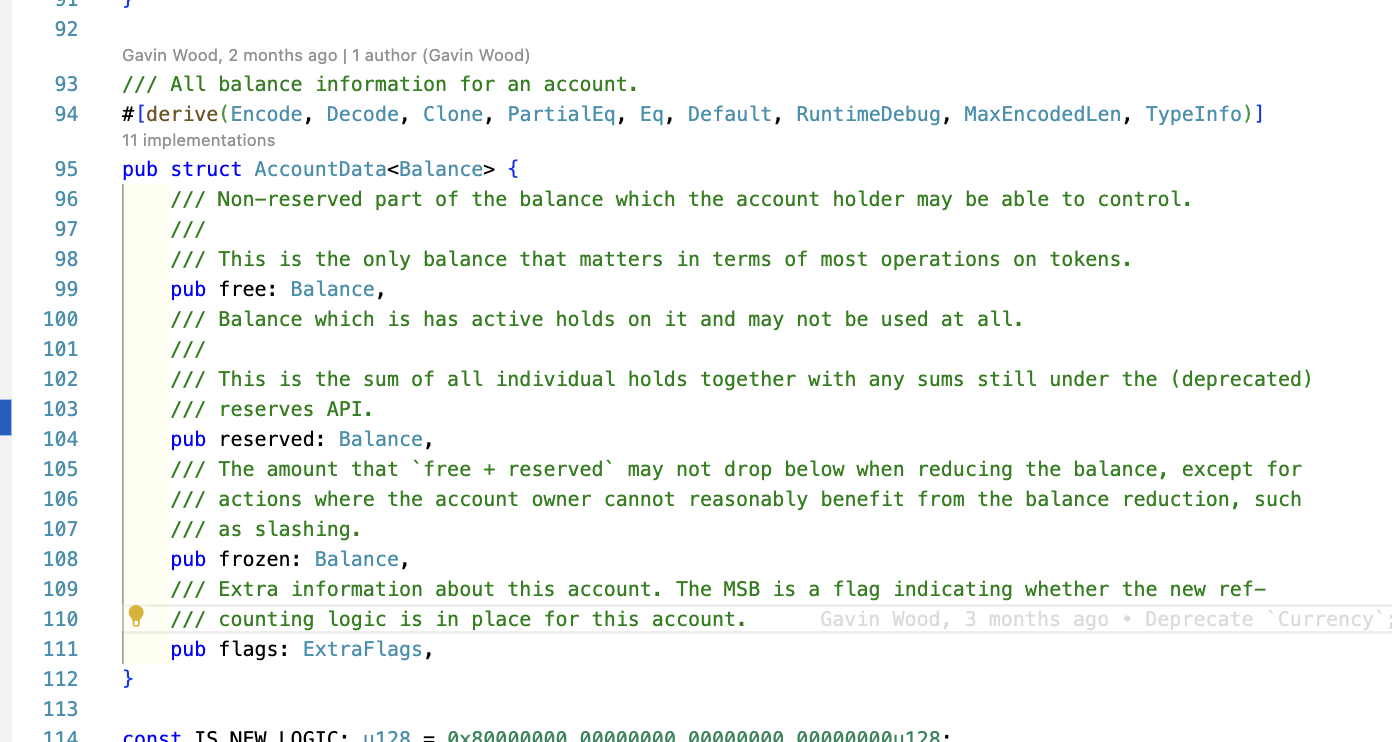 91 }
92
Gavin Wood, 2 months ago | 1 author (Gavin Wood)
93 /// All balance information for an account.
94 #[derive(Encode, Decode, Clone, PartialEq, Eq, Default, RuntimeDebug, MaxEncodedLen, TypeInfo)]
11 implementations
95 pub struct AccountData<Balance> {
96 /// Non-reserved part of the balance which the account holder may be able to control.
97 ///
98 /// This is the only balance that matters in terms of most operations on tokens.
99 pub free: Balance,
100 /// Balance which is has active holds on it and may not be used at all.
101 ///
102 /// This is the sum of all individual holds together with any sums still under the (deprecated)
103 /// reserves API.
104 pub reserved: Balance,
105 /// The amount that `free + reserved` may not drop below when reducing the balance, except for
106 /// actions where the account owner cannot reasonably benefit from the balance reduction, such
107 /// as slashing.
108 pub frozen: Balance,
109 /// Extra information about this account. The MSB is a flag indicating whether the new ref-
110 /// counting logic is in place for this account. Gavin Wood, 3 months ago • Deprecate `Currency`;
111 pub flags: ExtraFlags,
112 }
113
114 const IS_NEW_LOGIC: u128 = 0x80000000_00000000_00000000_00000000u128;